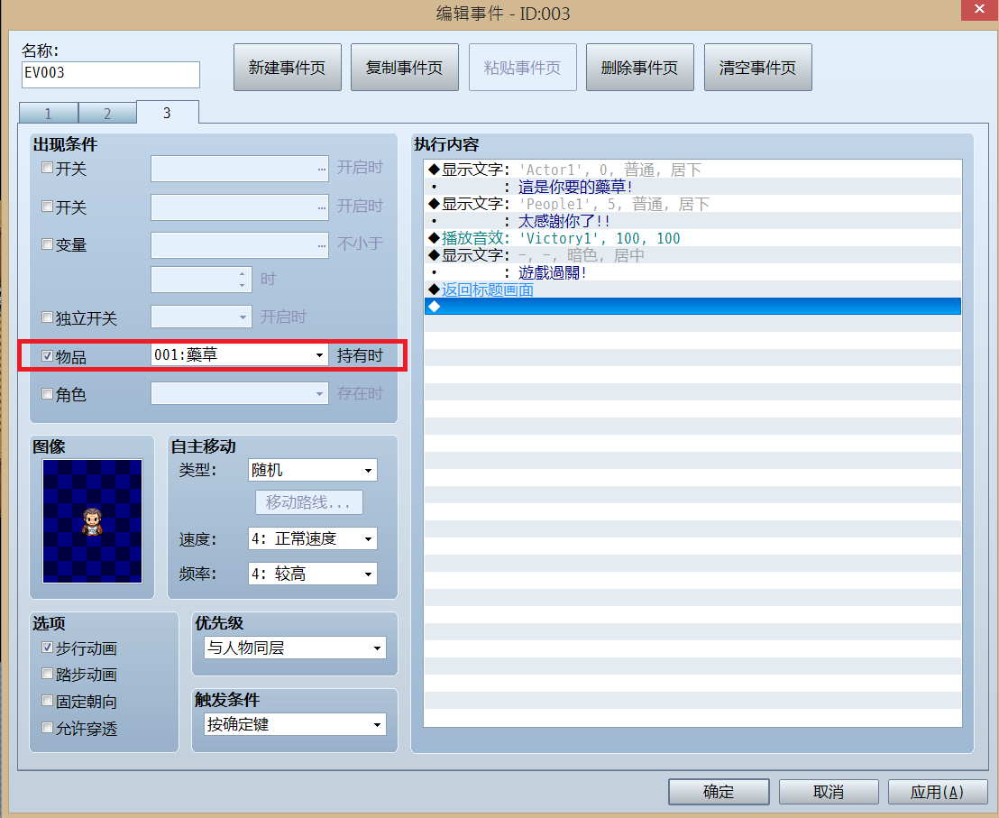 编辑事件 - ID:003
名称:
EV003
新建事件页
复制事件页
粘贴事件页
删除事件页
清空事件页
1
2
3
出现条件
开关
... 开启时
开关
... 开启时
变量
... 不小于
时
独立开关
开启时
物品
001:藥草
持有时
角色
存在时
图像
自主移动
类型:
随机
移动路线...
速度:
4: 正常速度
频率:
4: 较高
选项
步行动画
踏步动画
固定朝向
允许穿透
优先级
与人物同层
触发条件
按确定键
执行内容
◆显示文字: 'Actor1', 0, 普通, 居下
· : 這是你要的藥草!
◆显示文字: 'People1', 5, 普通, 居下
· : 太感謝你了!!
◆播放音效: 'Victory1', 100, 100
◆显示文字: -, -, 暗色, 居中
· : 遊戲過關!
◆返回标题画面
◆
确定
取消
应用(A)